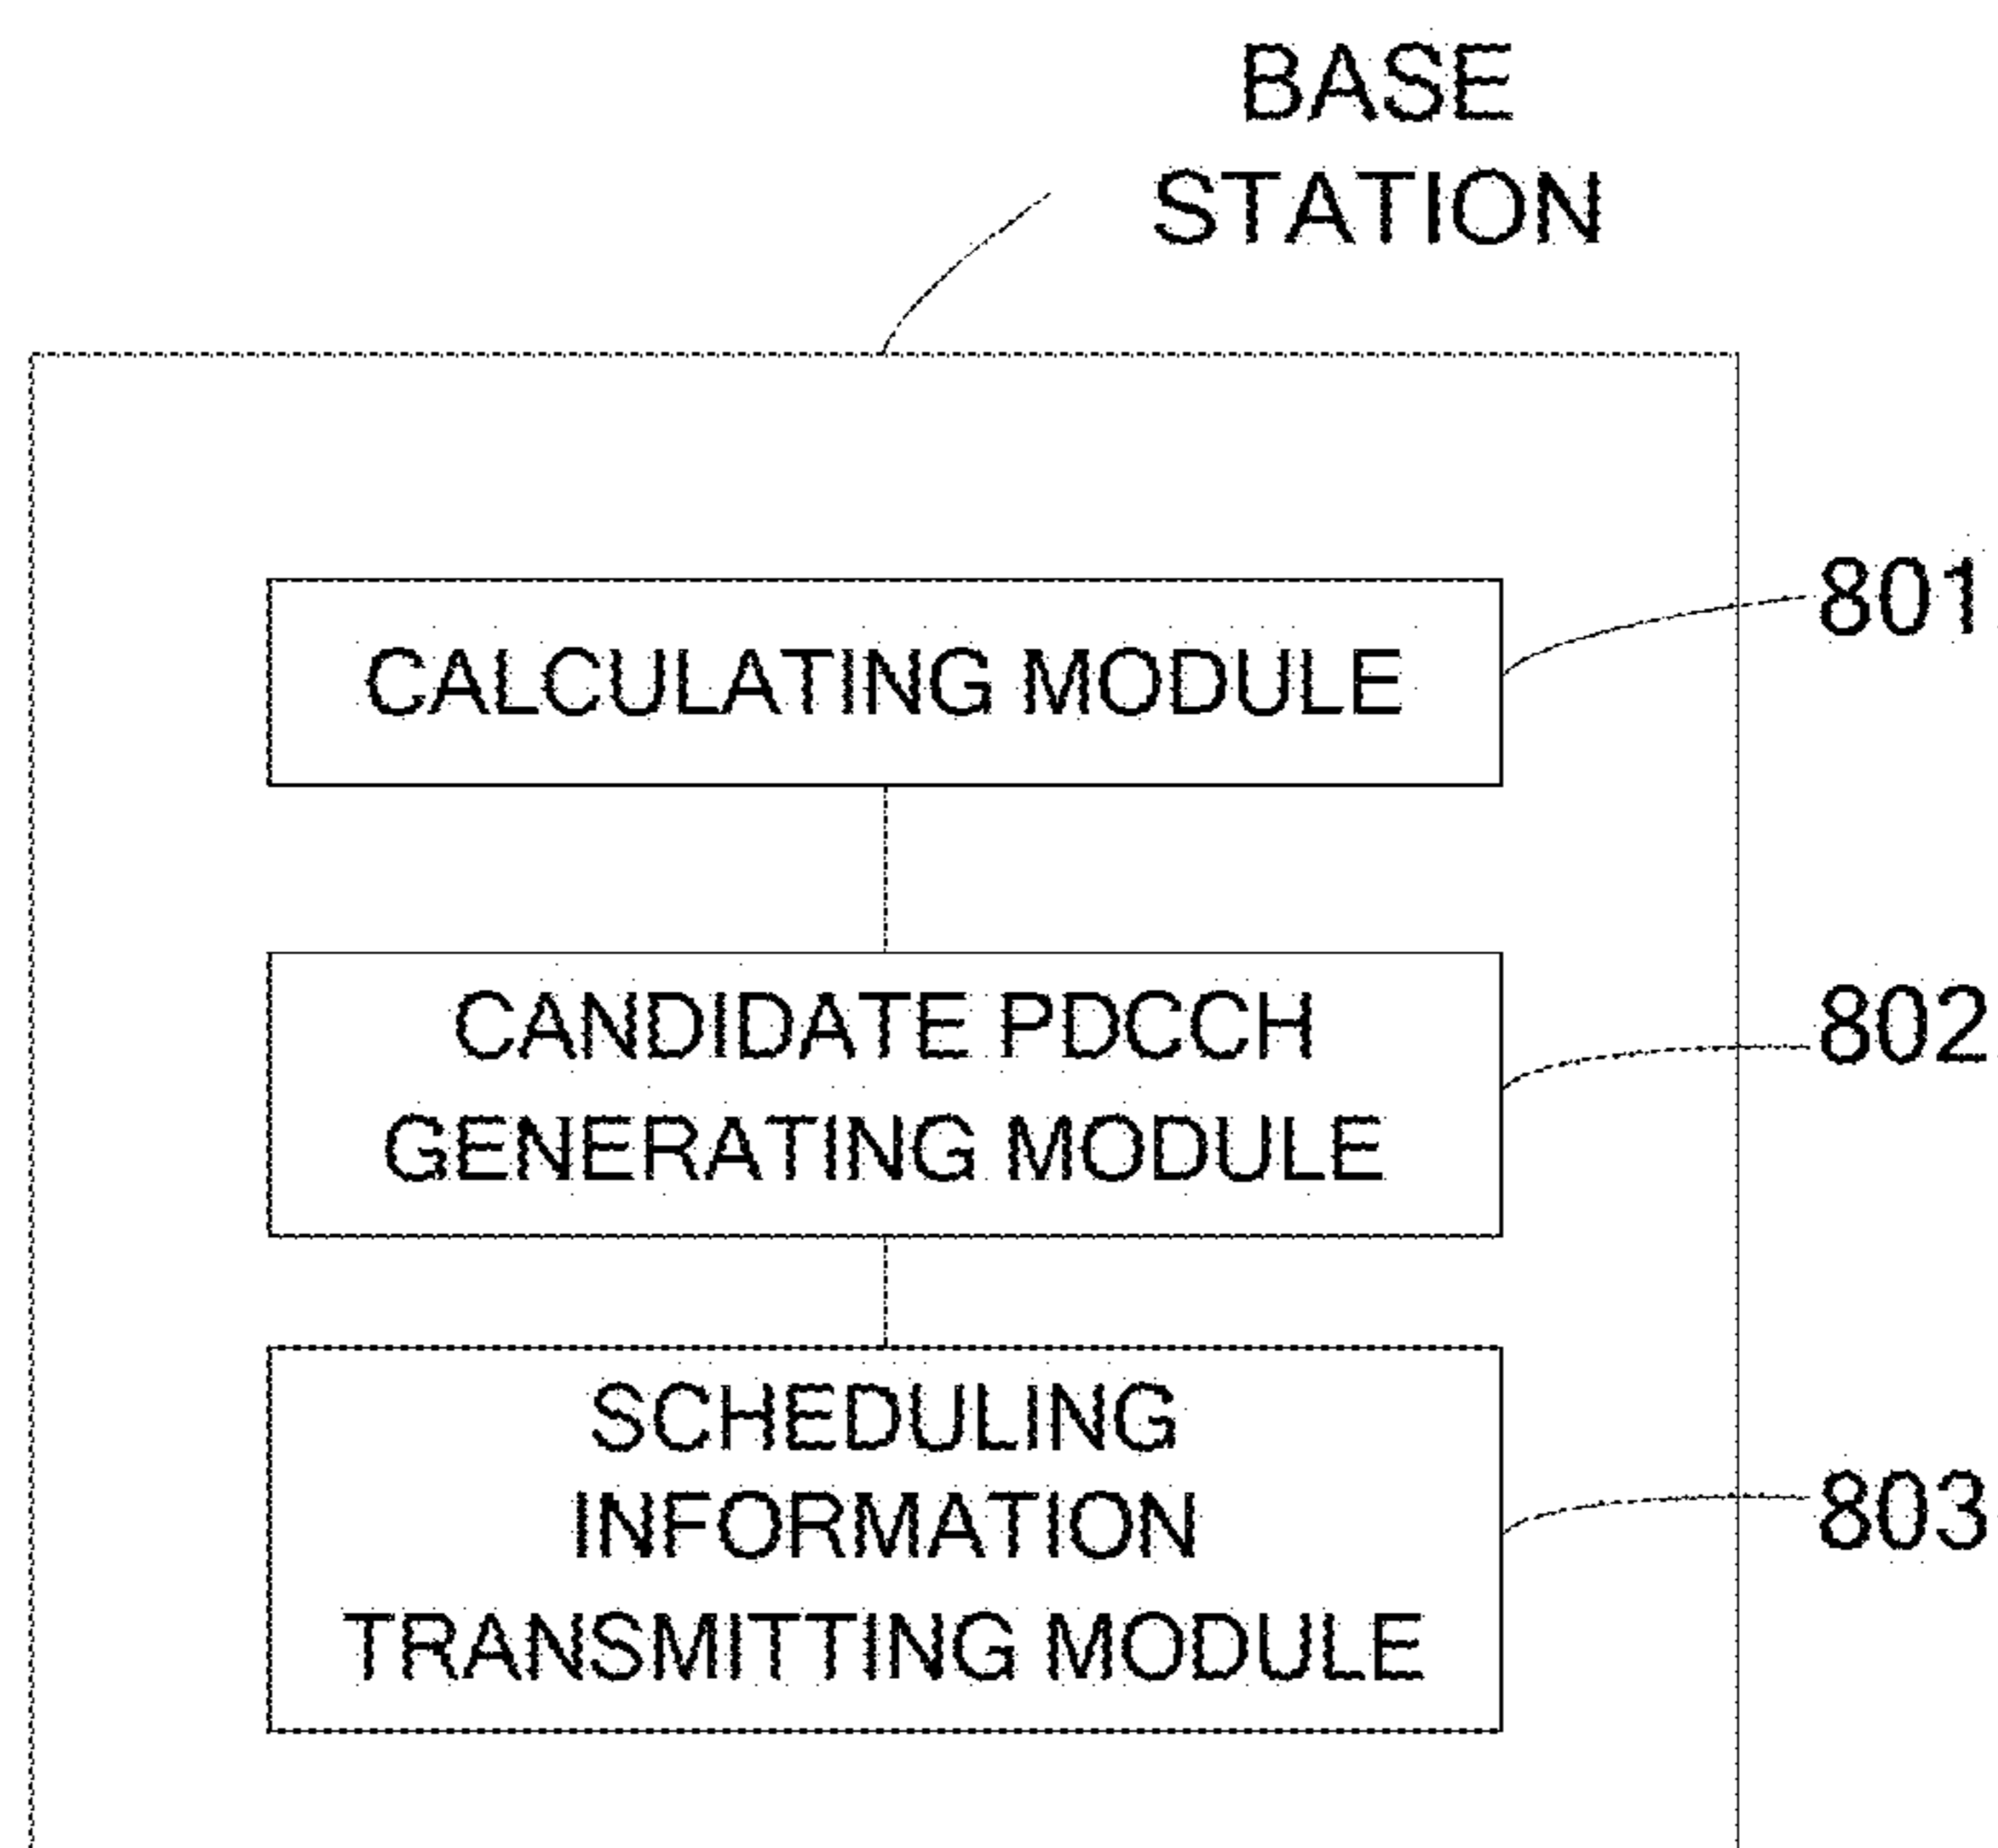 BASE
STATION
CALCULATING MODULE
801
CANDIDATE PDCCH
GENERATING MODULE
802
SCHEDULING
INFORMATION
TRANSMITTING MODULE
803